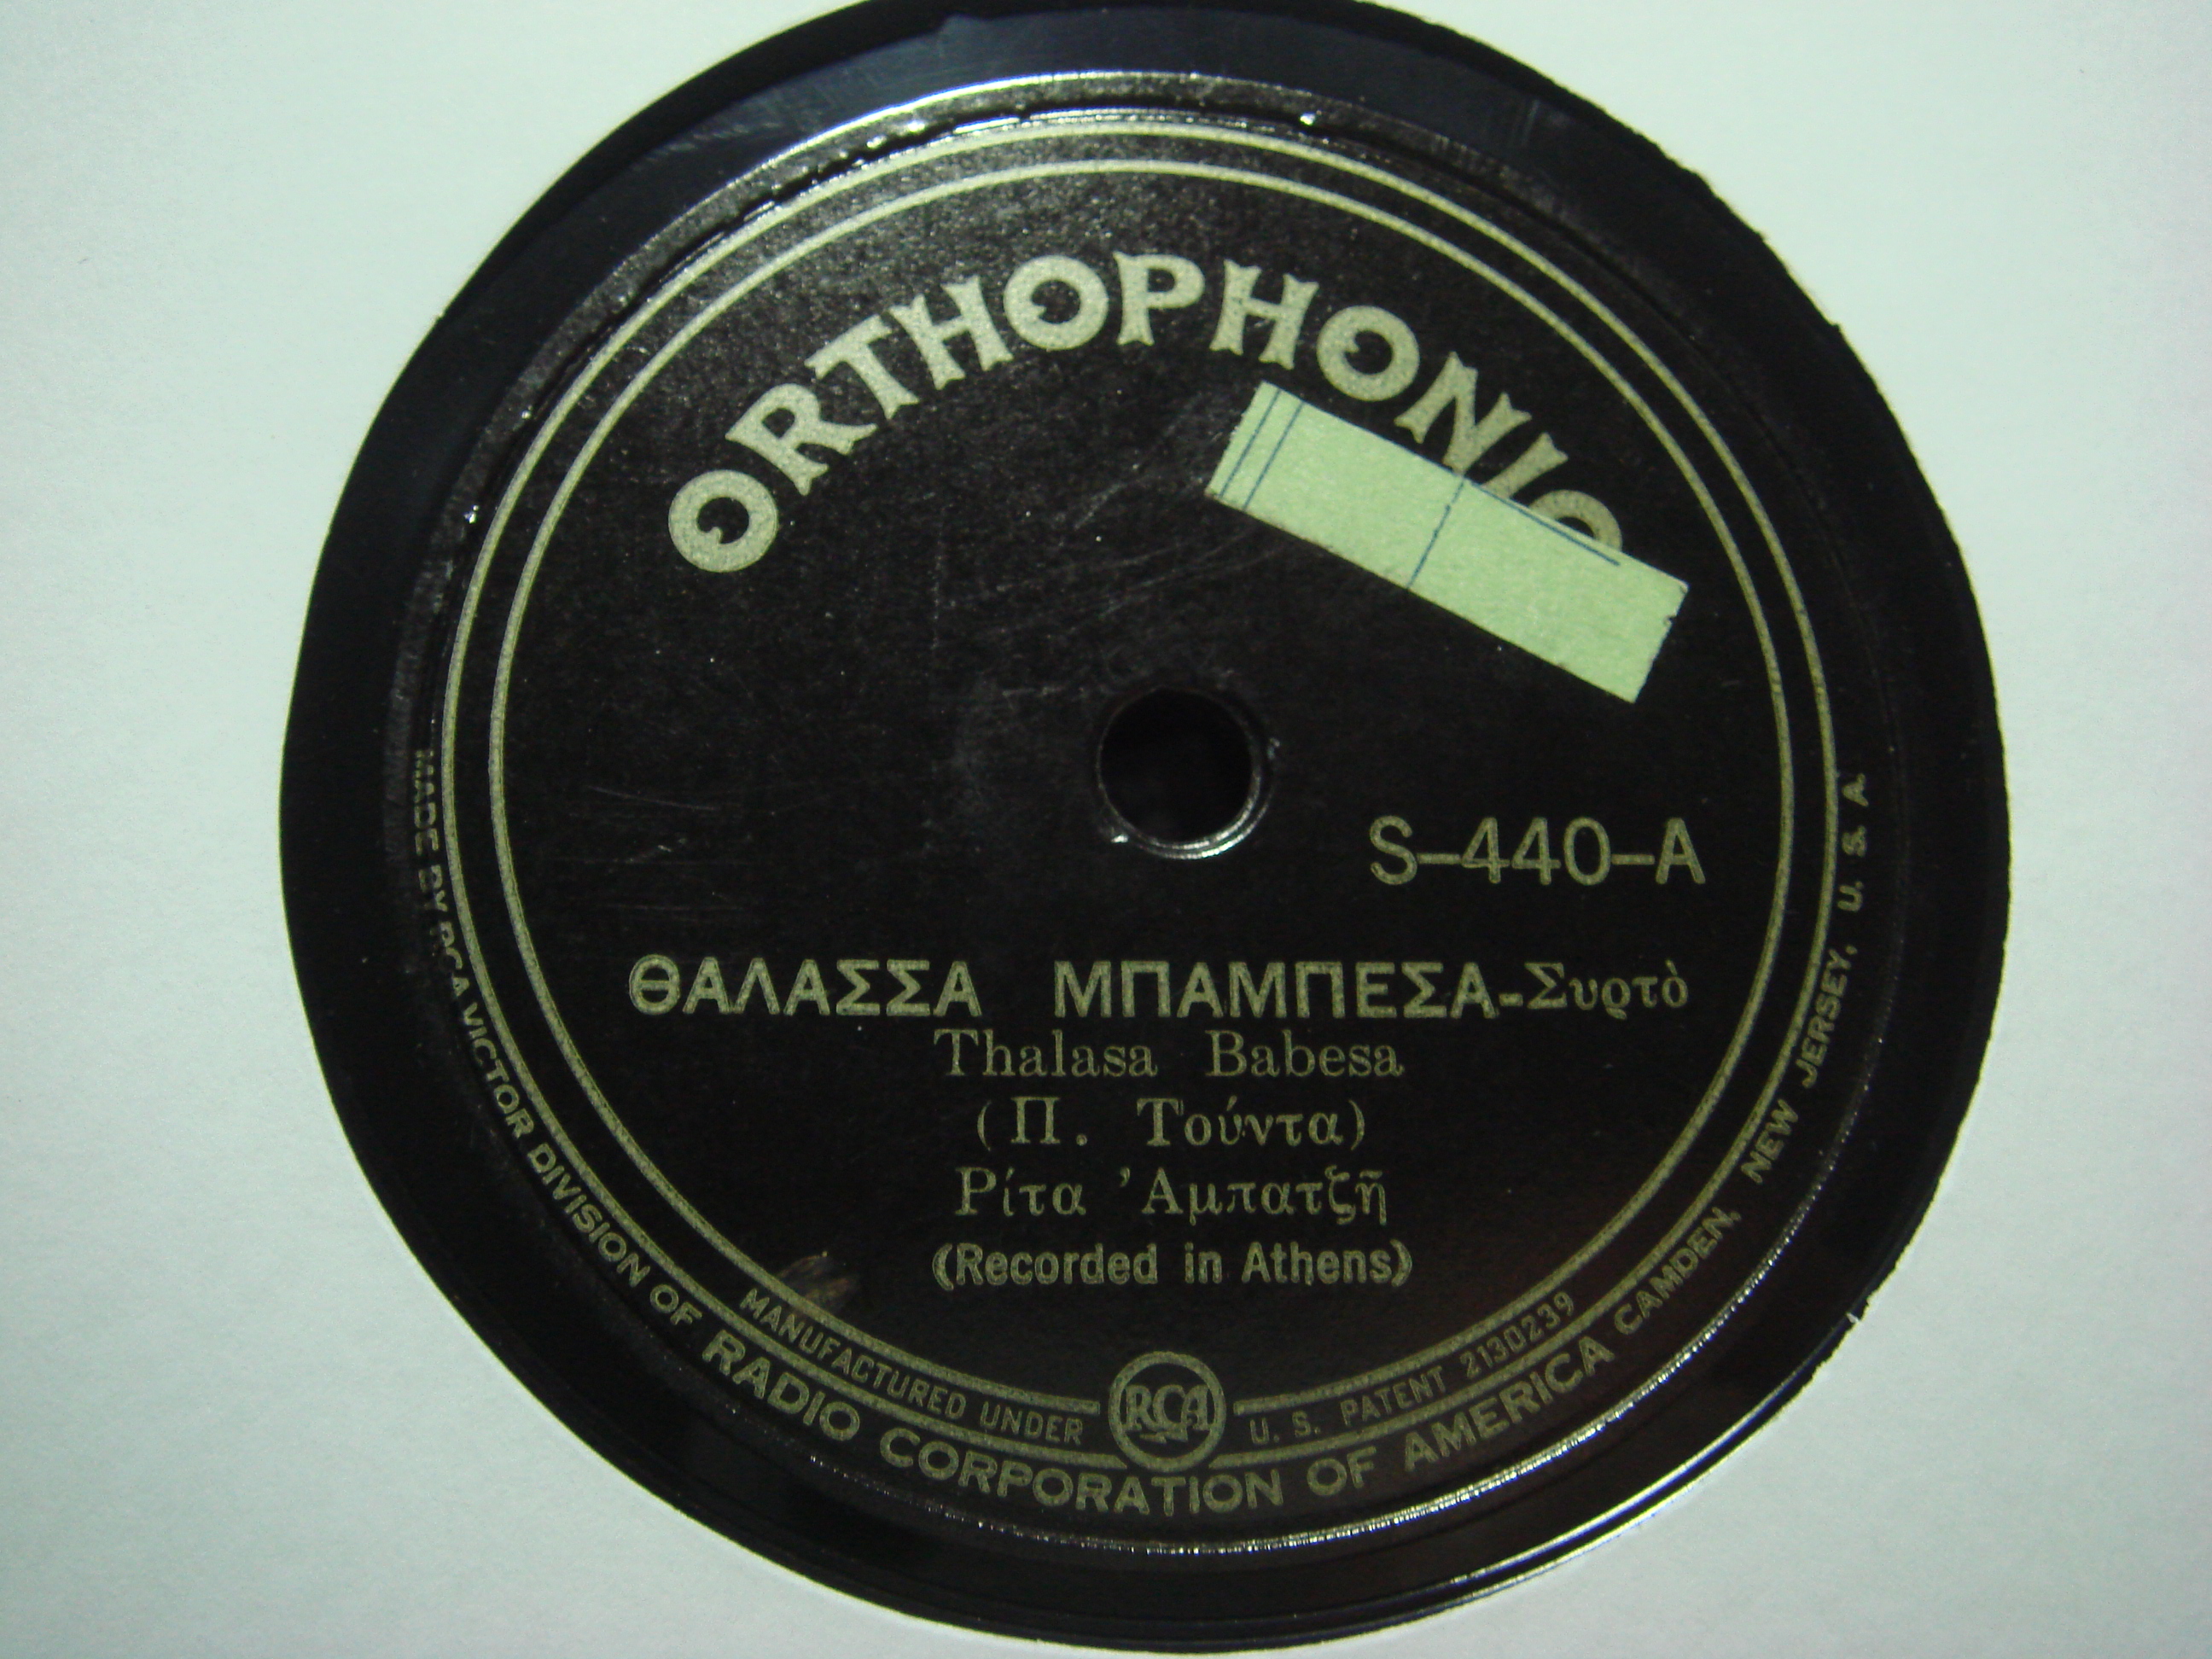 ORTHOPHONIC
S-440-A
ΘΑΛΑΣΣΑ ΜΠΑΜΠΕΣΑ-Συρτὸ
Thalasa Babesa
(Π. Τούντα)
Ρίτα Ἀμπατζῆ
(Recorded in Athens)
MANUFACTURED UNDER RCA U. S. PATENT 2130239
MADE BY RCA VICTOR DIVISION OF RADIO CORPORATION OF AMERICA CAMDEN, NEW JERSEY, U. S. A.